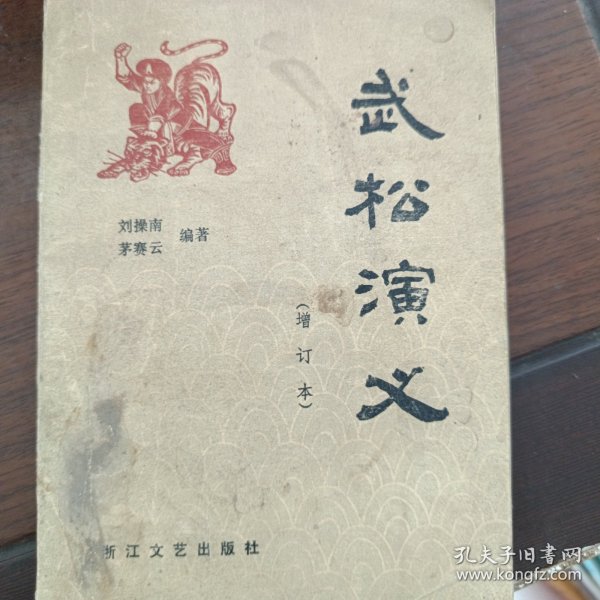 武松演义
(增订本)
刘操南
茅赛云
编著
浙江文艺出版社
孔夫子旧书网
www.kongfz.com